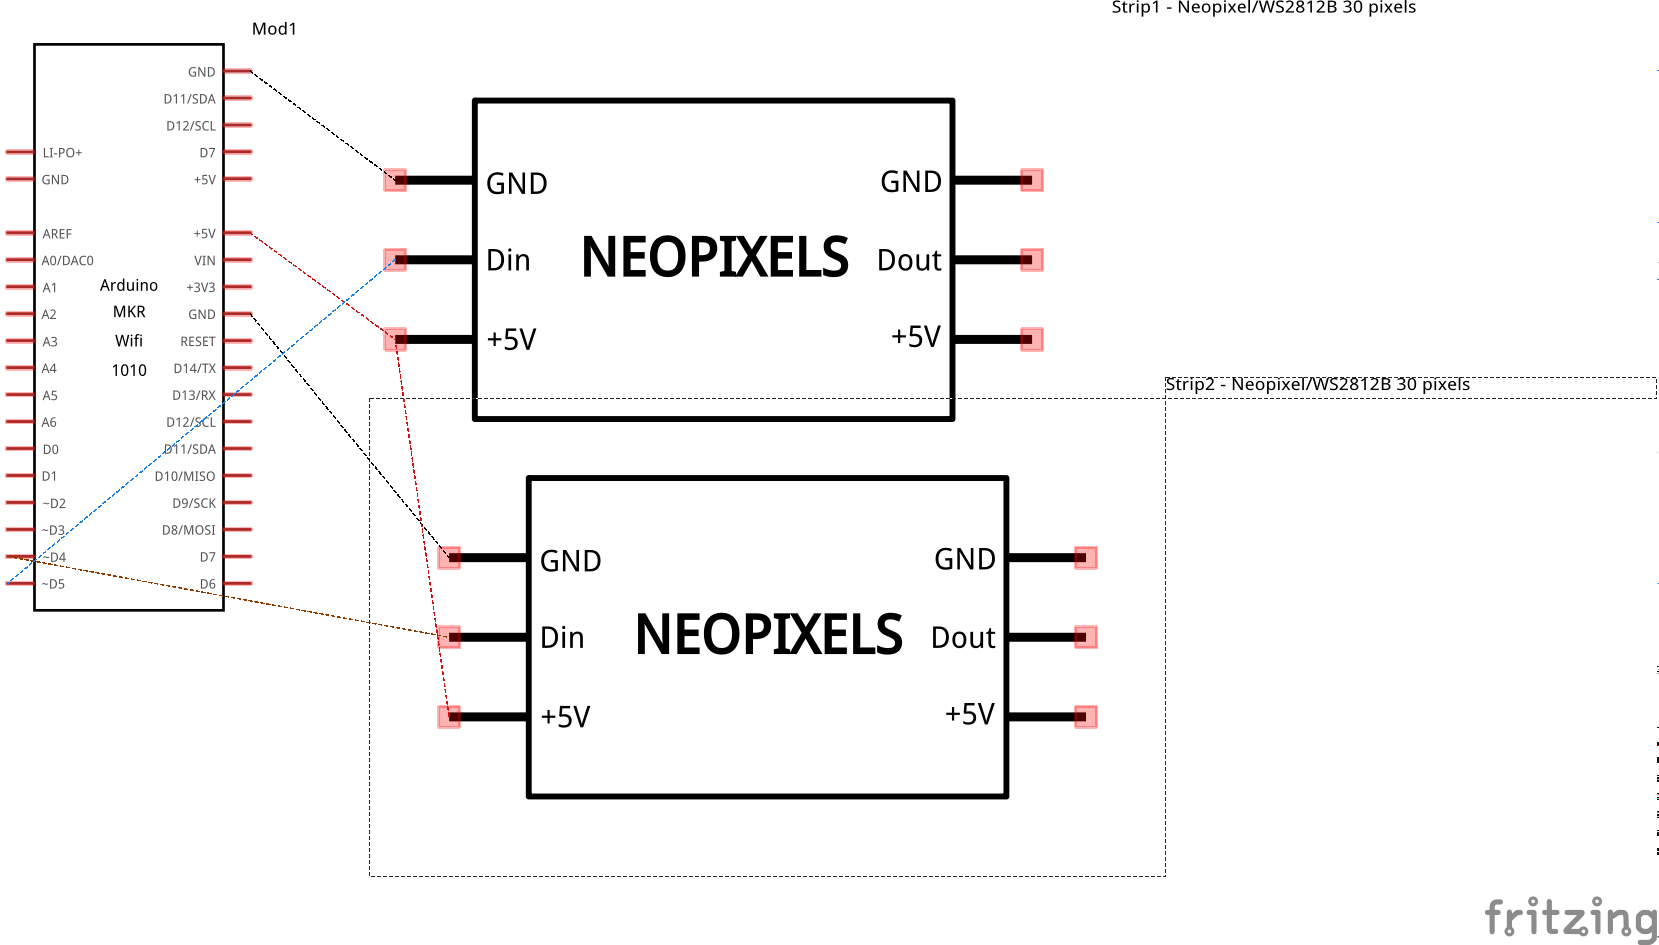 Strip1 - Neopixel/WS2812B 30 pixels
Mod1
GND
D11/SDA
D12/SCL
LI-PO+
D7
GND
+5V
AREF
+5V
A0/DAC0
VIN
A1
+3V3
A2
GND
A3
RESET
A4
D14/TX
A5
D13/RX
A6
D12/SCL
D0
D11/SDA
D1
D10/MISO
~D2
D9/SCK
~D3
D8/MOSI
~D4
D7
~D5
D6
Arduino
MKR
Wifi
1010
GND
GND
Din
NEOPIXELS
Dout
+5V
+5V
Strip2 - Neopixel/WS2812B 30 pixels
GND
GND
Din
NEOPIXELS
Dout
+5V
+5V
fritzing